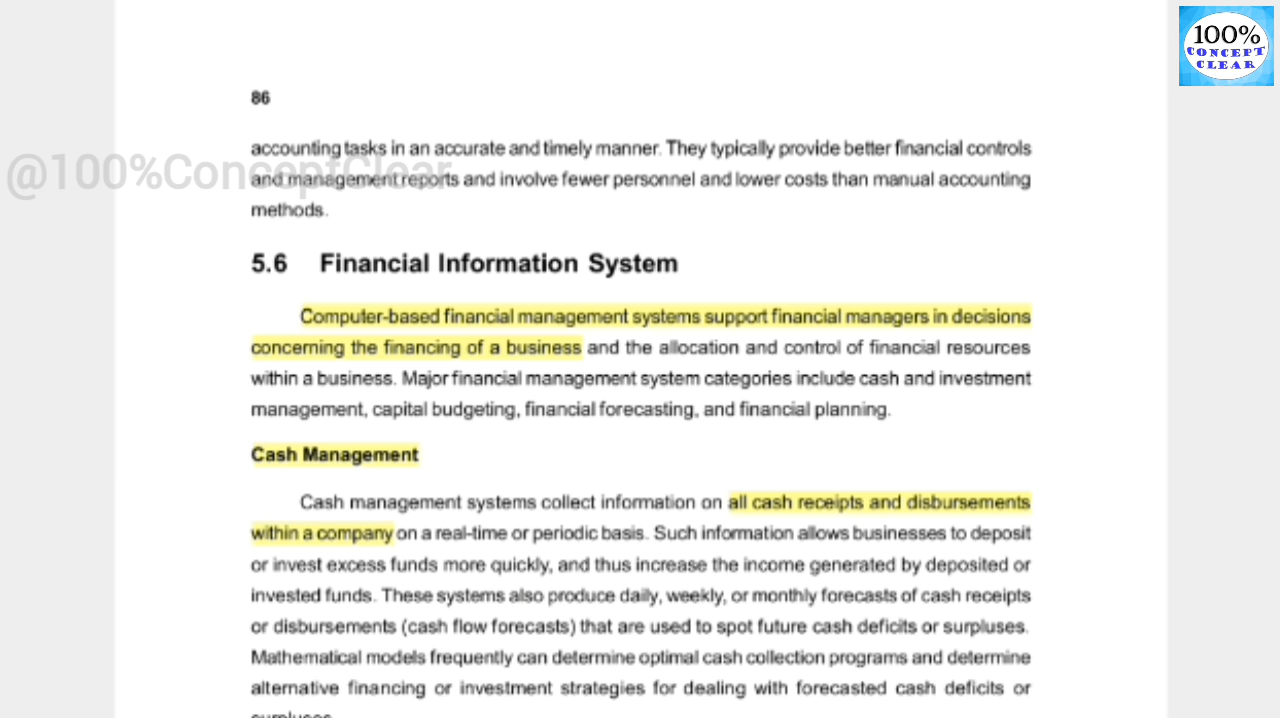 100%
CONCEPT
CLEAR
86
accounting tasks in an accurate and timely manner. They typically provide better financial controls
@100%ConceptClear
and management reports and involve fewer personnel and lower costs than manual accounting
methods.
5.6 Financial Information System
Computer-based financial management systems support financial managers in decisions
concerning the financing of a business and the allocation and control of financial resources
within a business. Major financial management system categories include cash and investment
management, capital budgeting, financial forecasting, and financial planning.
Cash Management
Cash management systems collect information on all cash receipts and disbursements
within a company on a real-time or periodic basis. Such information allows businesses to deposit
or invest excess funds more quickly, and thus increase the income generated by deposited or
invested funds. These systems also produce daily, weekly, or monthly forecasts of cash receipts
or disbursements (cash flow forecasts) that are used to spot future cash deficits or surpluses.
Mathematical models frequently can determine optimal cash collection programs and determine
alternative financing or investment strategies for dealing with forecasted cash deficits or
surpluses.